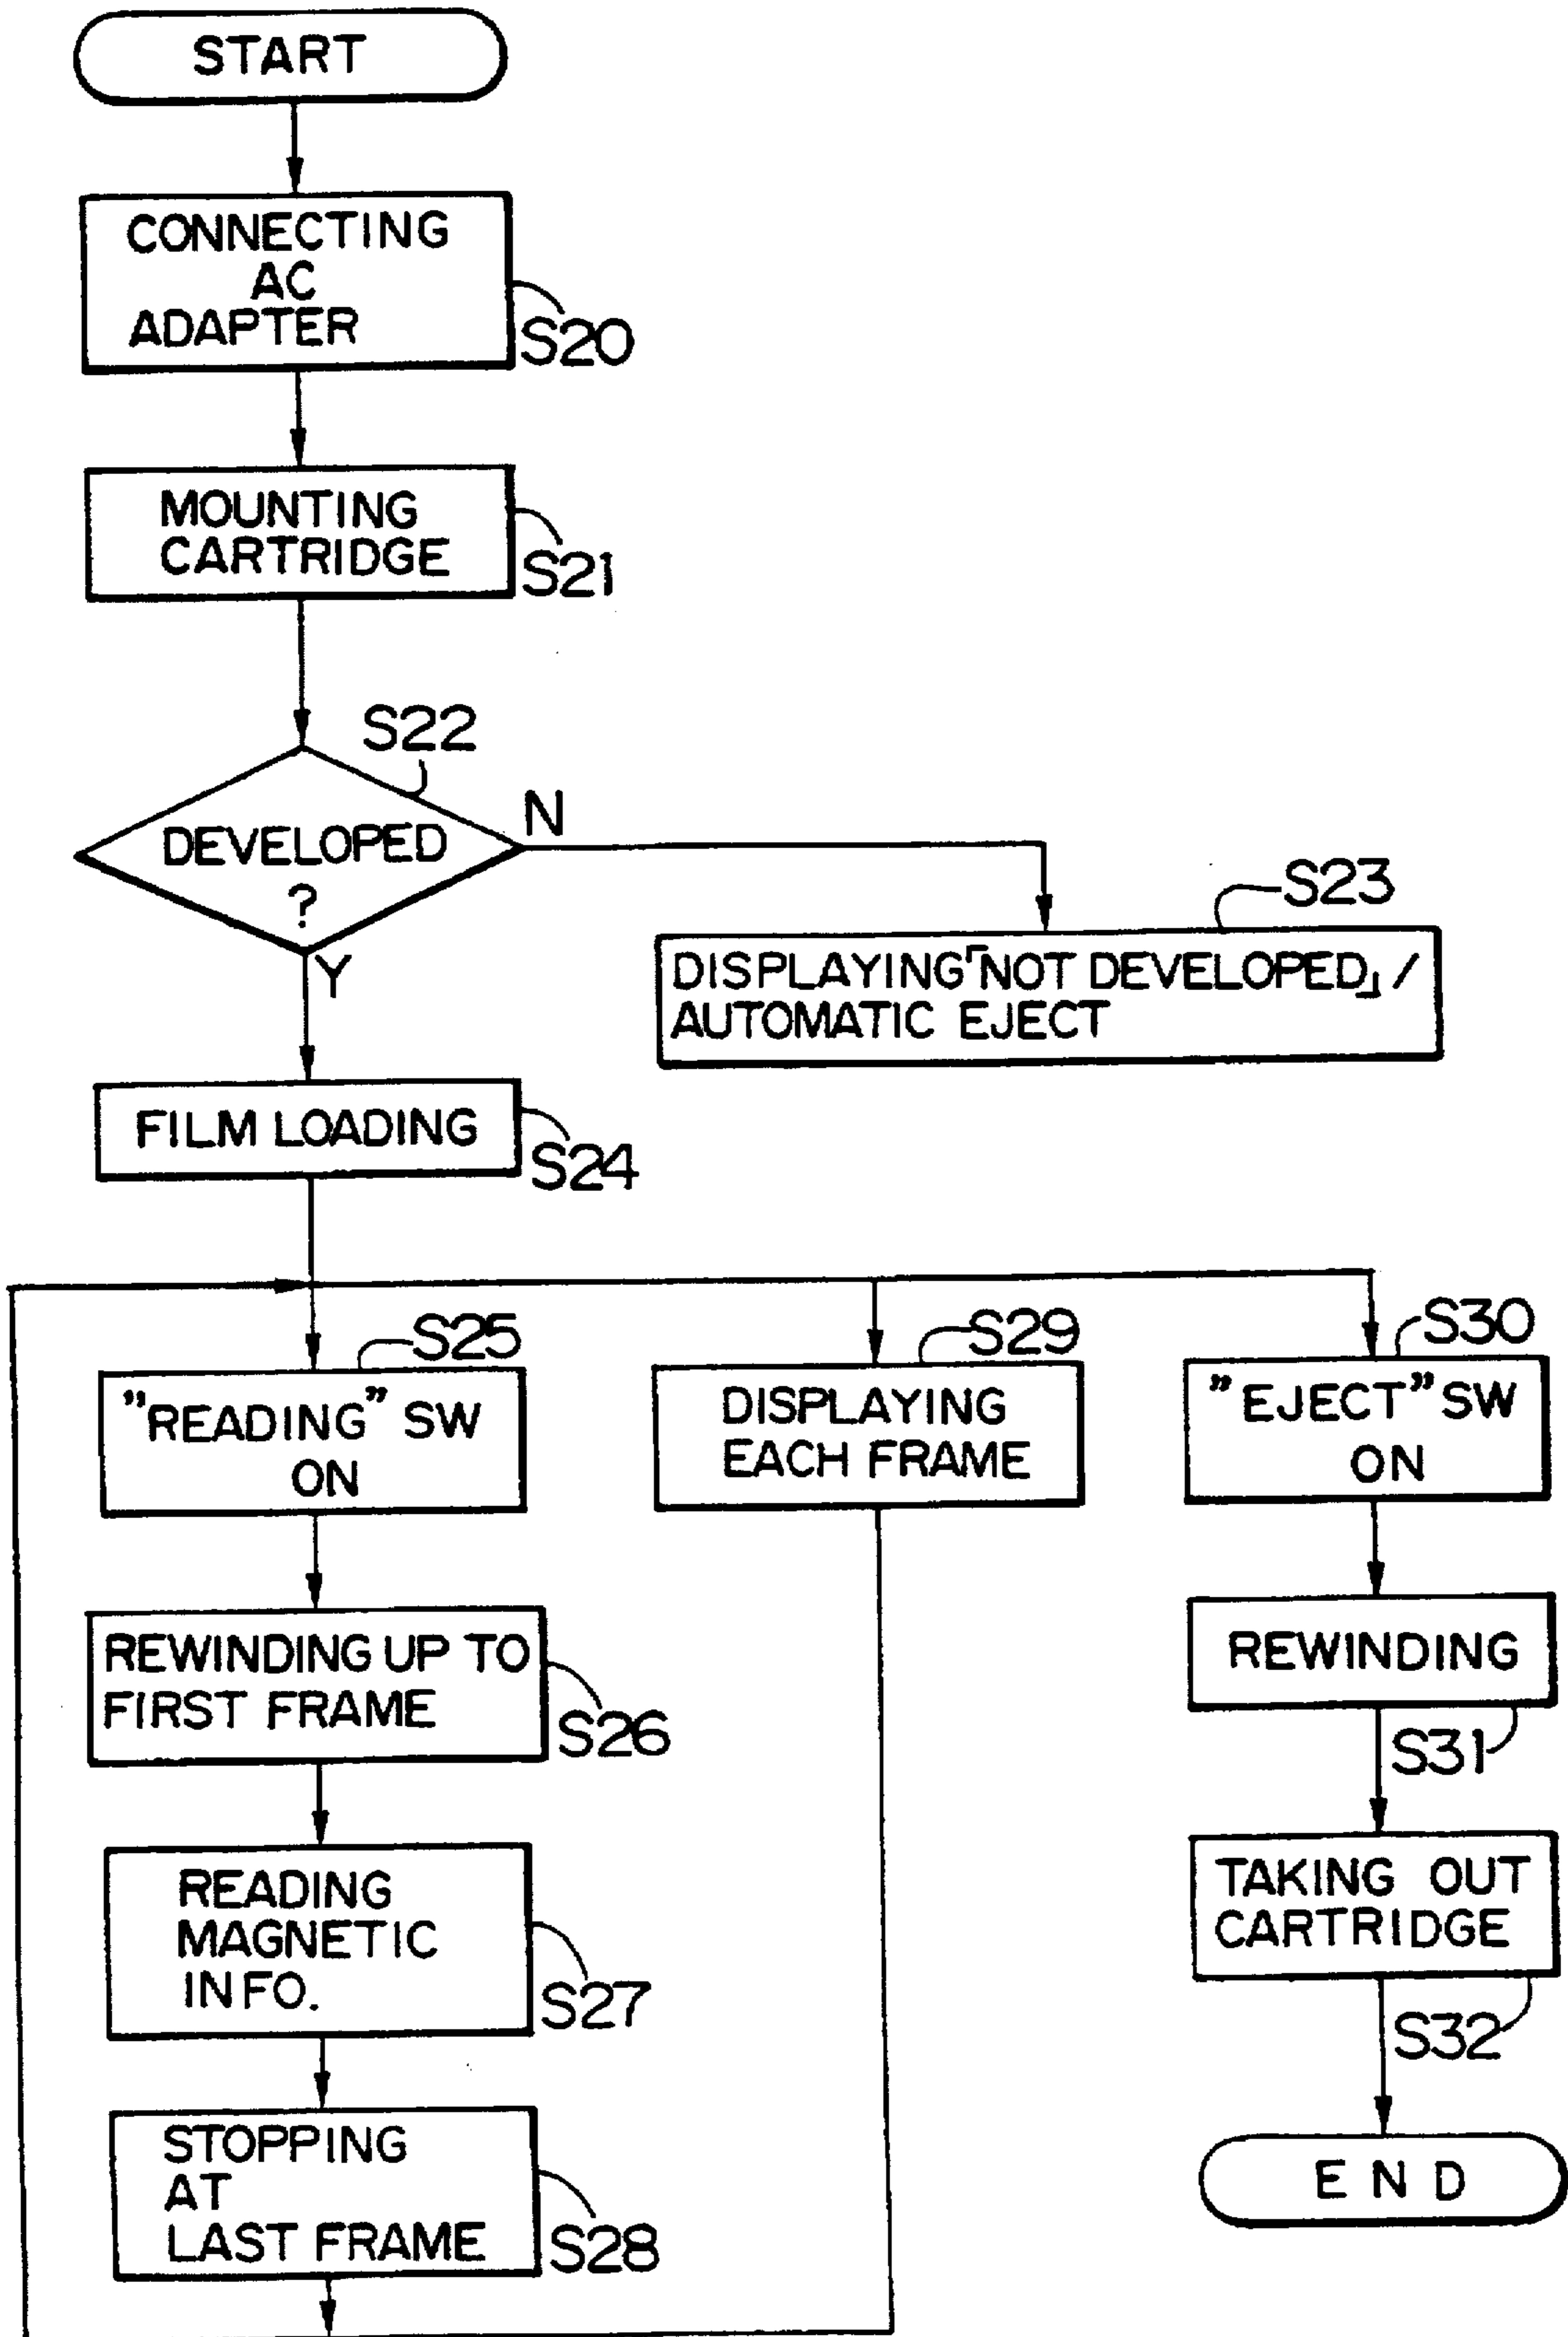 START
CONNECTING
AC
ADAPTER
S20
MOUNTING
CARTRIDGE
S21
S22
DEVELOPED
?
N
Y
S23
DISPLAYING「NOT DEVELOPED」/
AUTOMATIC EJECT
FILM LOADING
S24
S25
"READING" SW
ON
S29
DISPLAYING
EACH FRAME
S30
"EJECT" SW
ON
REWINDING UP TO
FIRST FRAME
S26
REWINDING
S31
READING
MAGNETIC
INFO.
S27
TAKING OUT
CARTRIDGE
S32
STOPPING
AT
LAST FRAME
S28
END